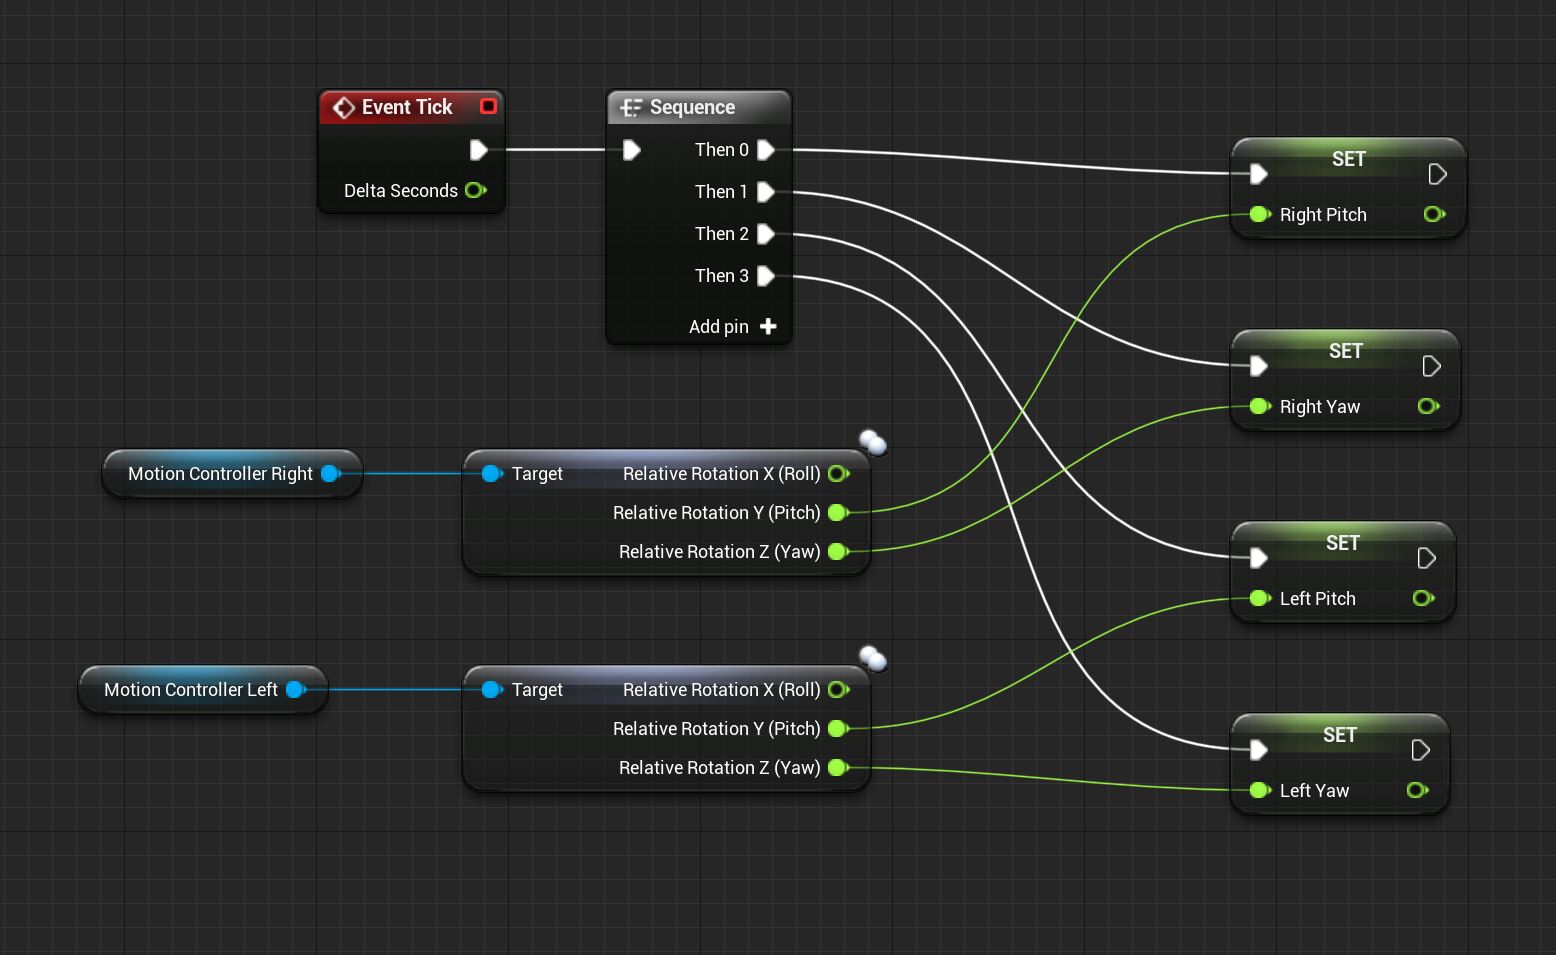 Event Tick
Delta Seconds
Sequence
Then 0
Then 1
Then 2
Then 3
Add pin
SET
Right Pitch
SET
Right Yaw
Motion Controller Right
Target
Relative Rotation X (Roll)
Relative Rotation Y (Pitch)
Relative Rotation Z (Yaw)
SET
Left Pitch
Motion Controller Left
Target
Relative Rotation X (Roll)
Relative Rotation Y (Pitch)
Relative Rotation Z (Yaw)
SET
Left Yaw